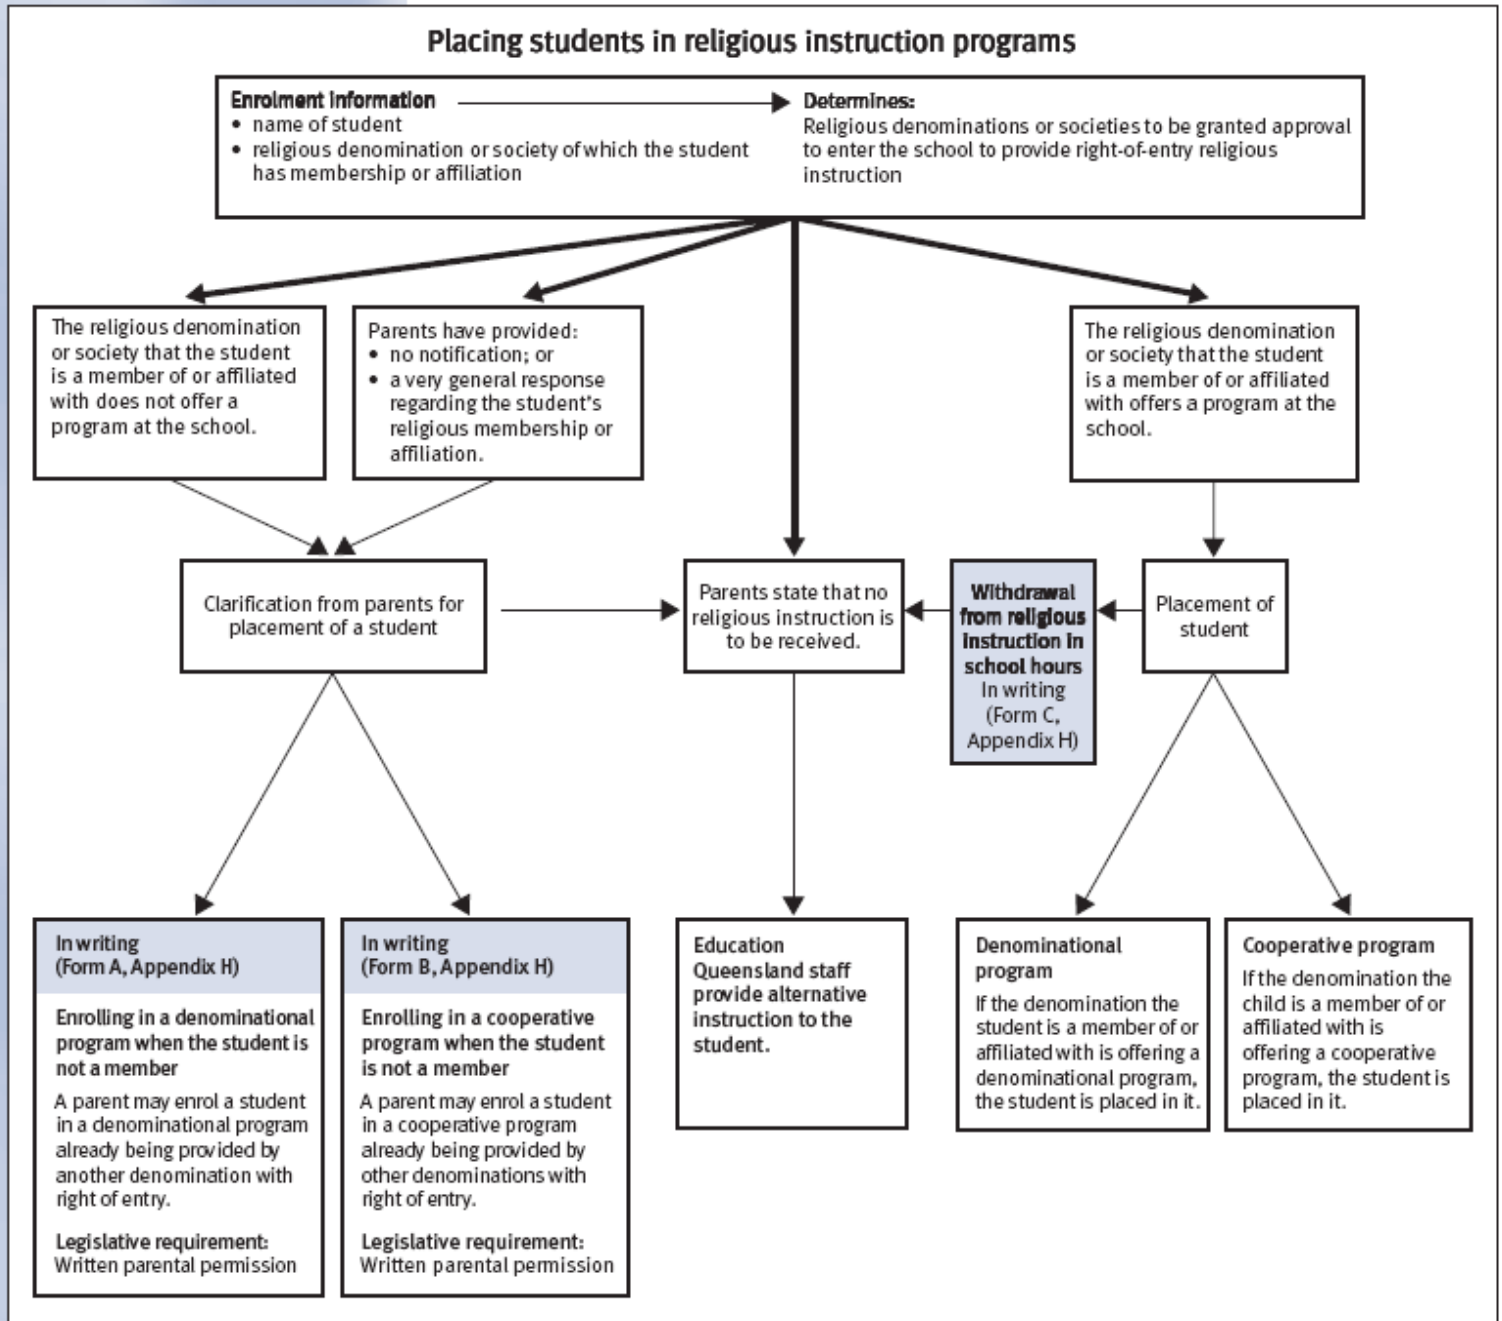 Placing students in religious instruction programs
Enrolment information
• name of student
• religious denomination or society of which the student
has membership or affiliation
Determines:
Religious denominations or societies to be granted approval
to enter the school to provide right-of-entry religious
instruction
The religious denomination
or society that the student
is a member of or affiliated
with does not offer a
program at the school.
Parents have provided:
• no notification; or
• a very general response
regarding the student's
religious membership or
affiliation.
The religious denomination
or society that the student
is a member of or affiliated
with offers a program at the
school.
Clarification from parents for
placement of a student
Parents state that no
religious instruction is
to be received.
Withdrawal
from religious
instruction in
school hours
In writing
(Form C,
Appendix H)
Placement of
student
In writing
(Form A, Appendix H)
Enrolling in a denominational
program when the student is
not a member
A parent may enrol a student
in a denominational program
already being provided by
another denomination with
right of entry.
Legislative requirement:
Written parental permission
In writing
(Form B, Appendix H)
Enrolling in a cooperative
program when the student
is not a member
A parent may enrol a student
in a cooperative program
already being provided by
other denominations with
right of entry.
Legislative requirement:
Written parental permission
Education
Queensland staff
provide alternative
instruction to the
student.
Denominational
program
If the denomination the
student is a member of or
affiliated with is offering a
denominational program,
the student is placed in it.
Cooperative program
If the denomination the
child is a member of or
affiliated with is
offering a cooperative
program, the student is
placed in it.